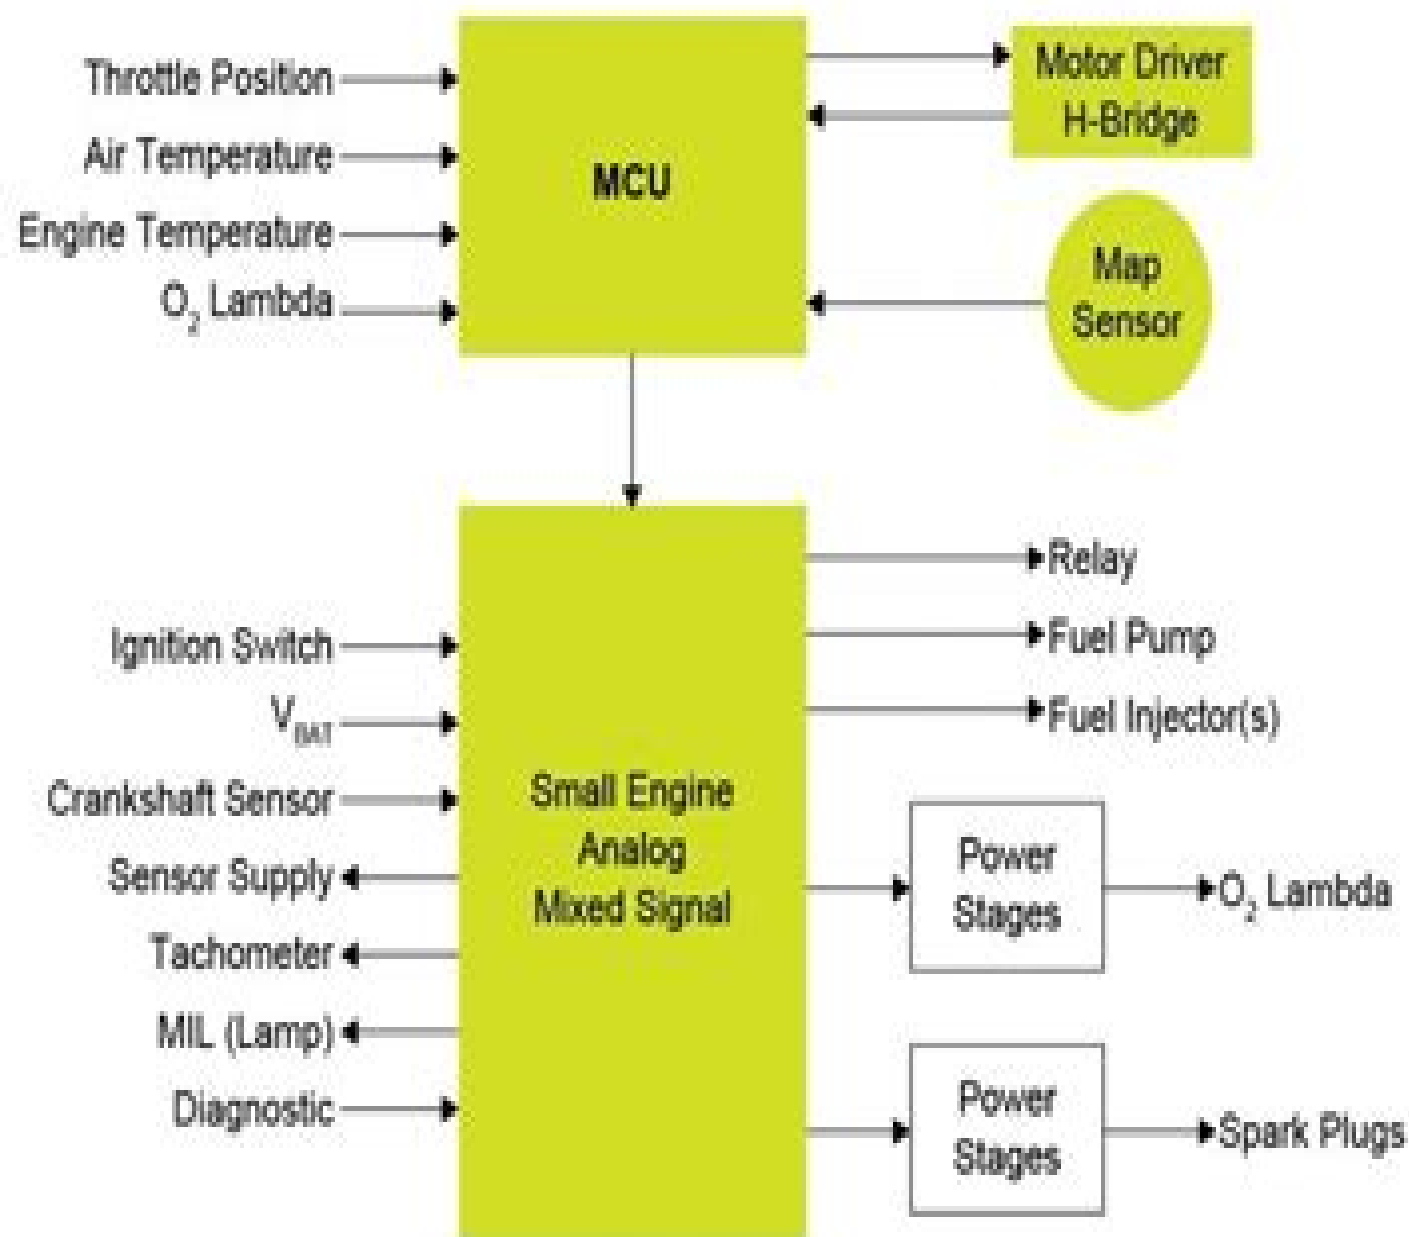 Throttle Position
Air Temperature
Engine Temperature
O₂ Lambda
MCU
Motor Driver
H-Bridge
Map
Sensor
Ignition Switch
V_BAT
Crankshaft Sensor
Sensor Supply
Tachometer
MIL (Lamp)
Diagnostic
Small Engine
Analog
Mixed Signal
Relay
Fuel Pump
Fuel Injector(s)
Power
Stages
O₂ Lambda
Power
Stages
Spark Plugs